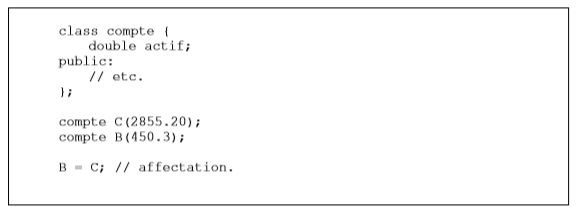 class compte {
    double actif;
public:
    // etc.
};

compte C(2855.20);
compte B(450.3);

B = C; // affectation.